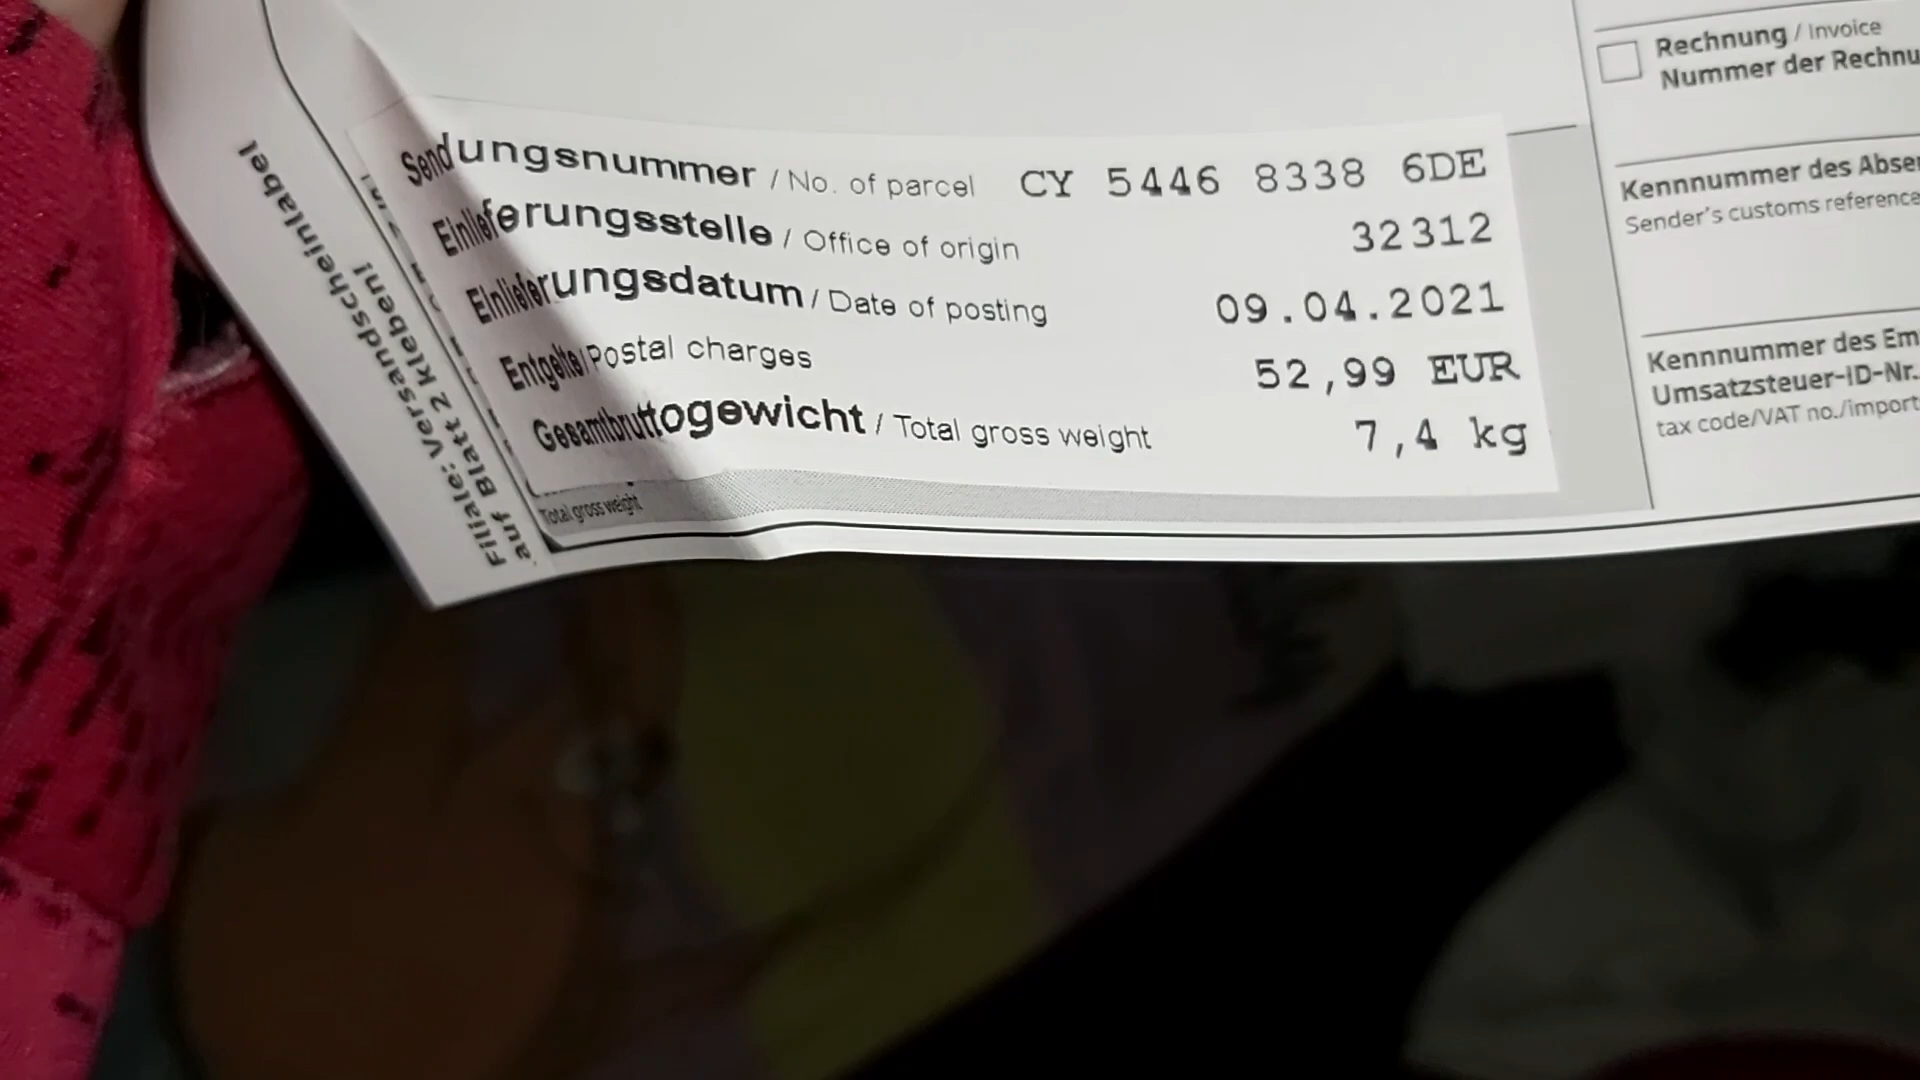 Sendungsnummer / No. of parcel CY 5446 8338 6DE
Einlieferungsstelle / Office of origin 32312
Einlieferungsdatum / Date of posting 09.04.2021
Entgelte/Postal charges 52,99 EUR
Gesamtbruttogewicht / Total gross weight 7,4 kg
Total gross weight
Filiale: Versandscheinlabel
auf Blatt 2 kleben!
Rechnung / Invoice
Nummer der Rechnu
Kennnummer des Abse
Sender's customs reference
Kennnummer des Em
Umsatzsteuer-ID-Nr.
tax code/VAT no./import